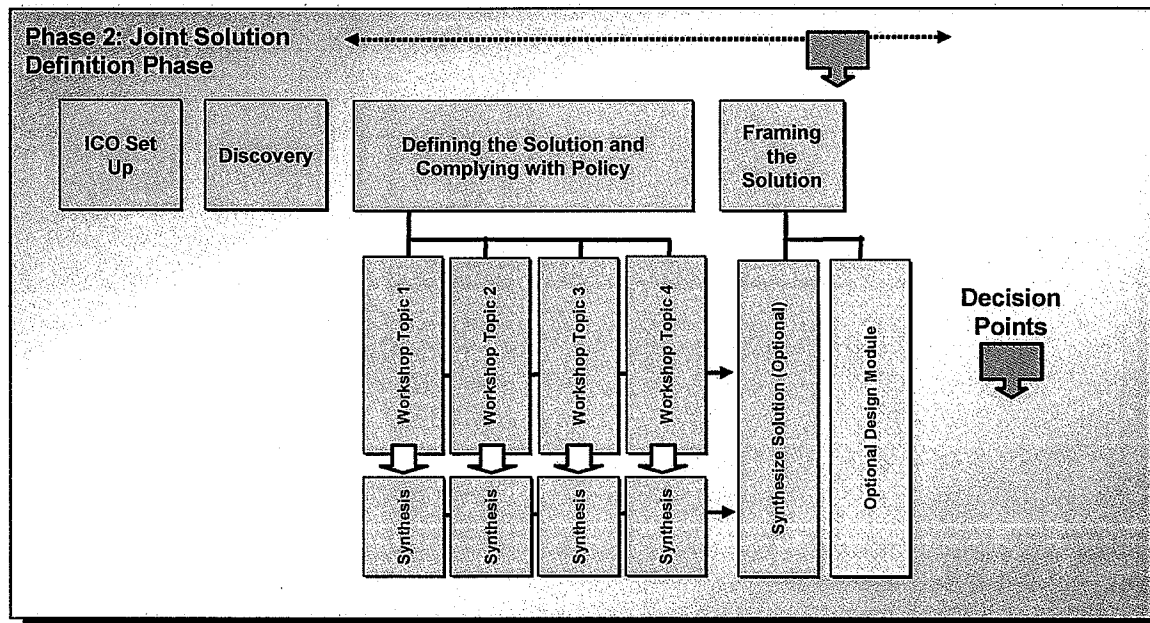 Phase 2: Joint Solution
Definition Phase
ICO Set
Up
Discovery
Defining the Solution and
Complying with Policy
Framing
the
Solution
Workshop Topic 1
Workshop Topic 2
Workshop Topic 3
Workshop Topic 4
Synthesis
Synthesis
Synthesis
Synthesis
Synthesize Solution (Optional)
Optional Design Module
Decision
Points